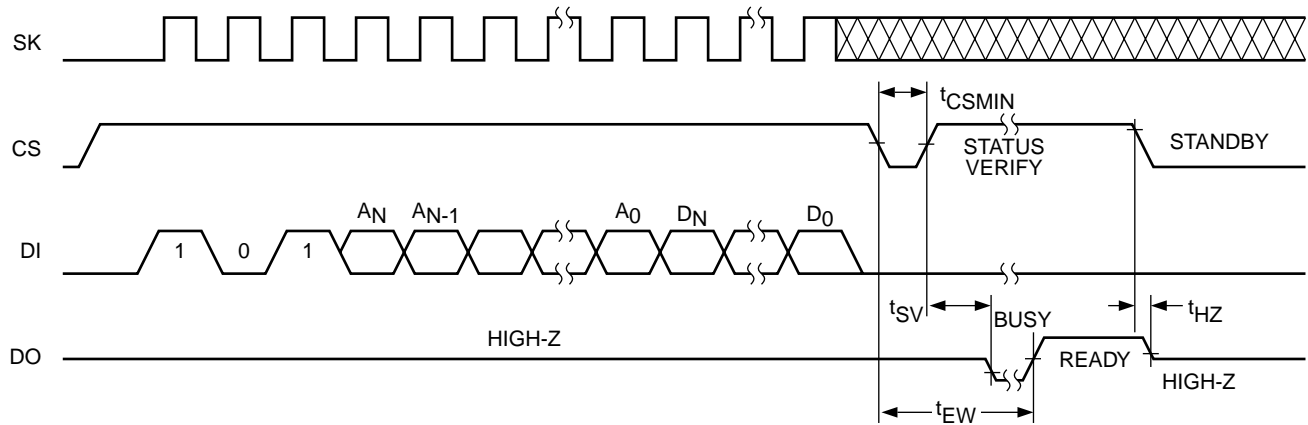 SK
tCSMIN
CS
STATUS
VERIFY
STANDBY
AN
AN-1
A0
DN
D0
DI
1
0
1
tSV
BUSY
tHZ
HIGH-Z
DO
READY
HIGH-Z
tEW